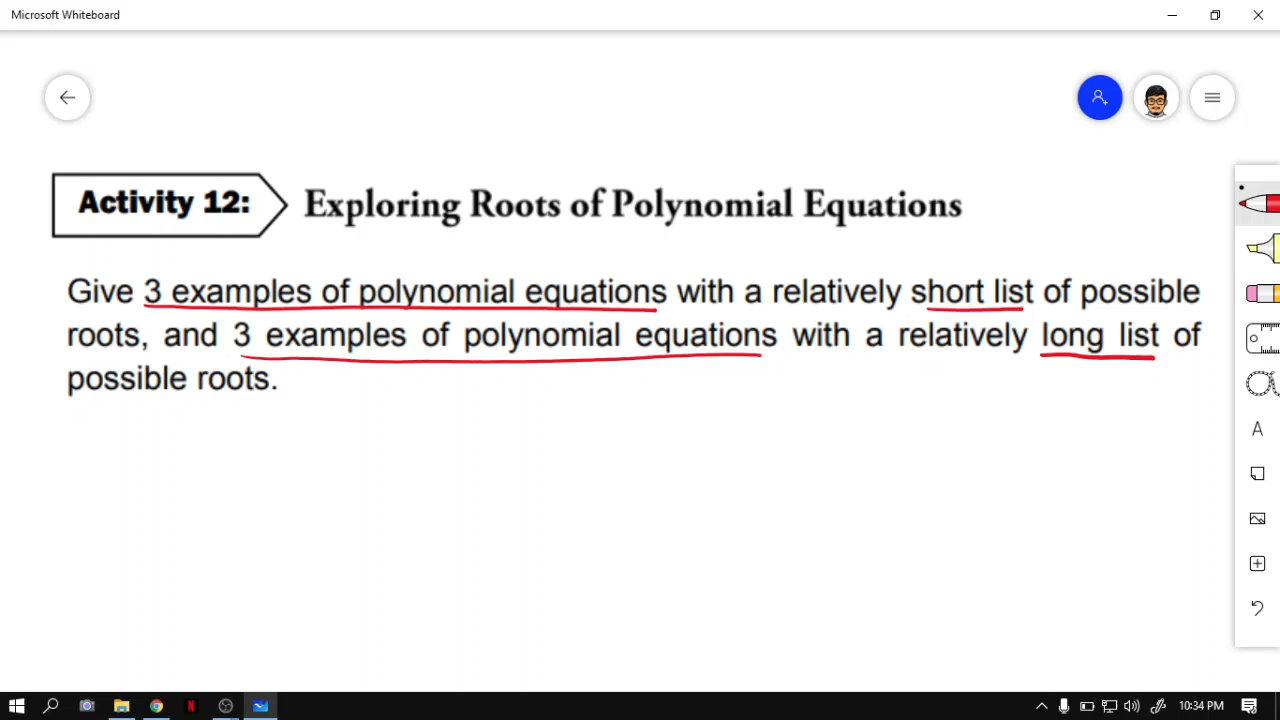 Microsoft Whiteboard
Activity 12: Exploring Roots of Polynomial Equations
Give 3 examples of polynomial equations with a relatively short list of possible
roots, and 3 examples of polynomial equations with a relatively long list of
possible roots.
A
10:34 PM